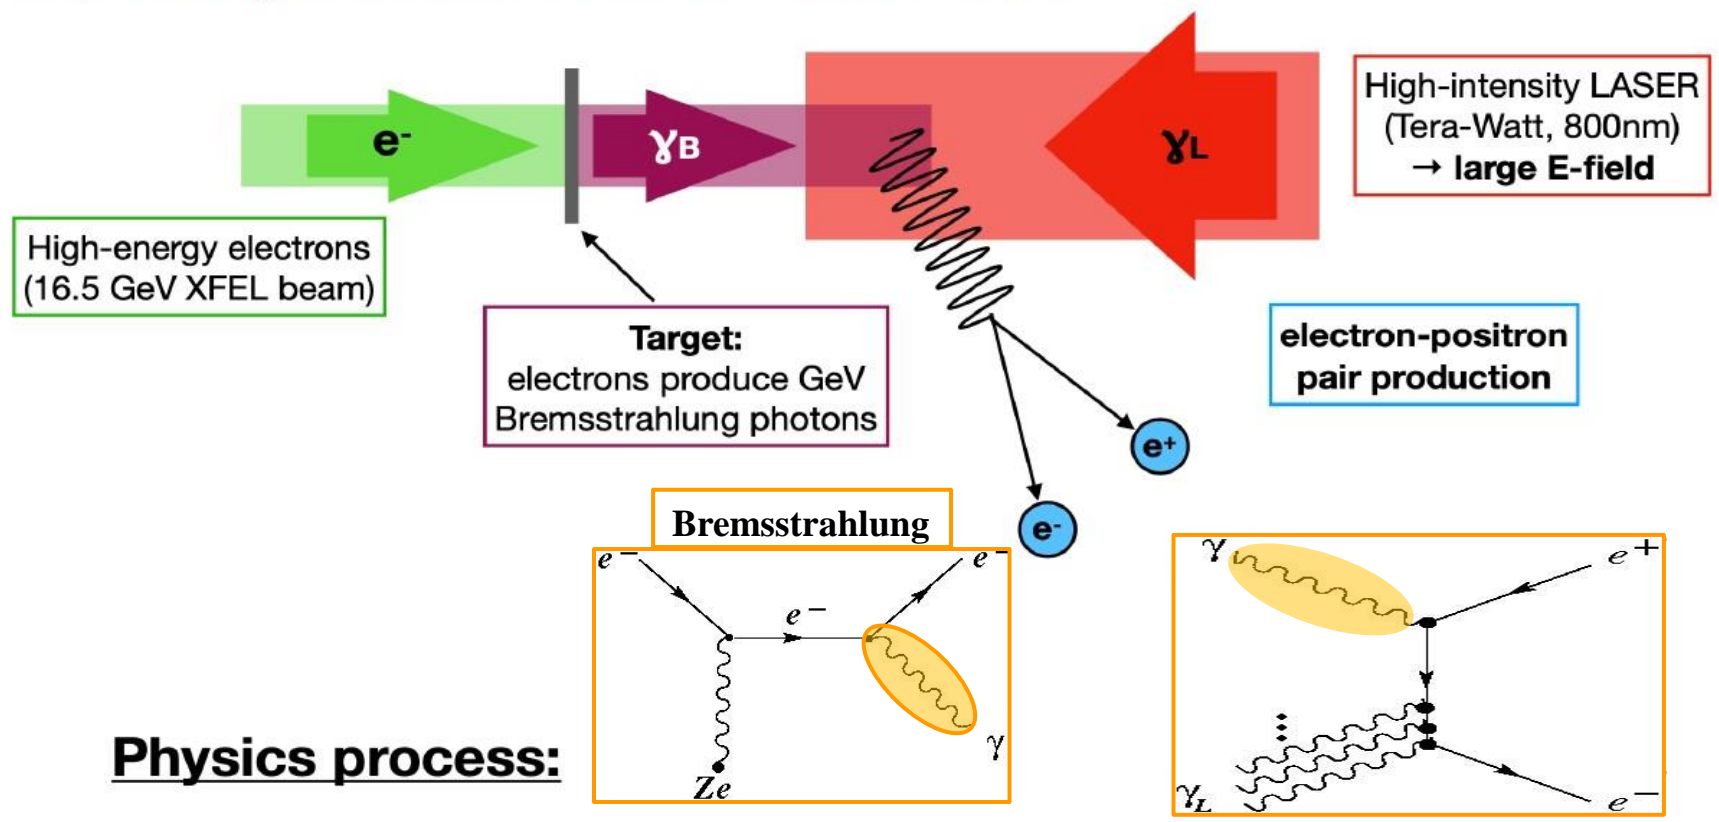 e-
γB
γL
High-intensity LASER
(Tera-Watt, 800nm)
→ large E-field
High-energy electrons
(16.5 GeV XFEL beam)
Target:
electrons produce GeV
Bremsstrahlung photons
electron-positron
pair production
e+
e-
Bremsstrahlung
e−
e−
e−
γ
Ze
γ
e+
γL
e−
Physics process: